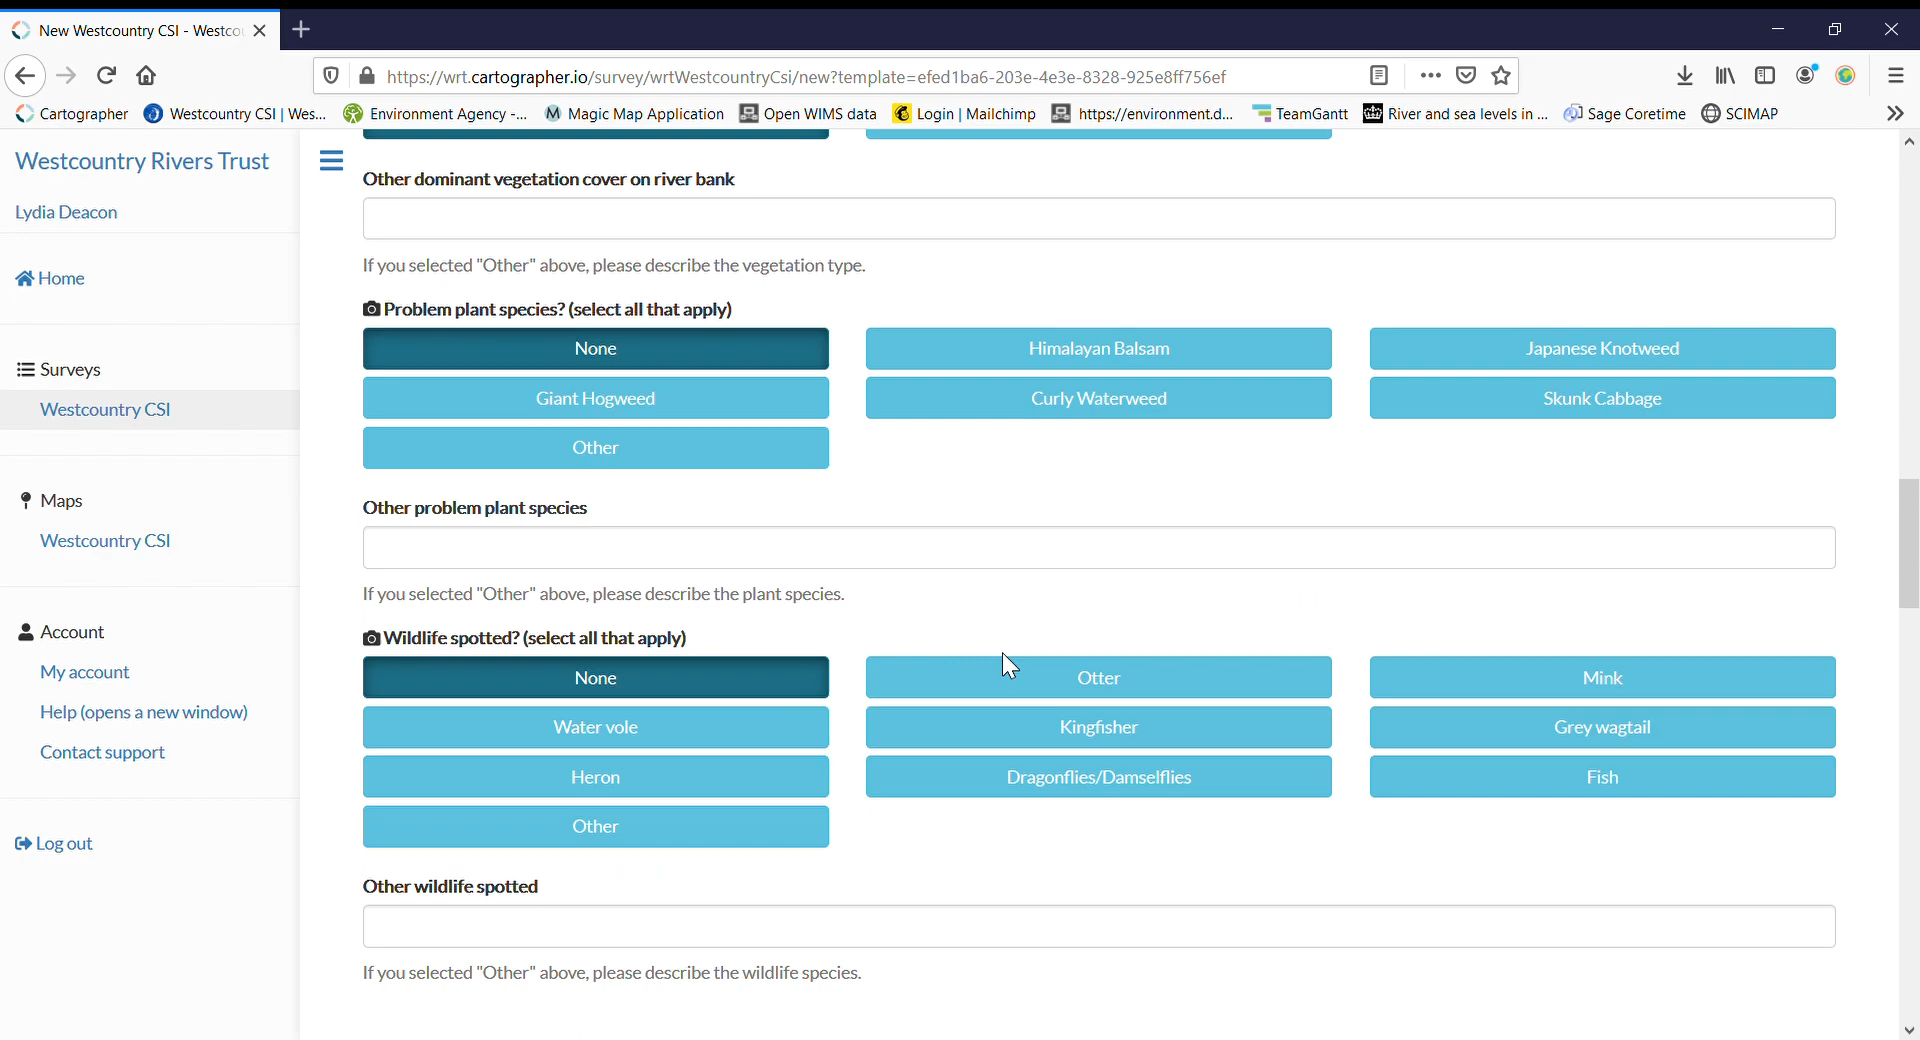 New Westcountry CSI - Westco
https://wrt.cartographer.io/survey/wrtWestcountryCsi/new?template=efed1ba6-203e-4e3e-8328-925e8ff756ef
Cartographer Westcountry CSI | Wes... Environment Agency -... Magic Map Application Open WIMS data Login | Mailchimp https://environment.d... TeamGantt River and sea levels in ... Sage Coretime SCIMAP
Westcountry Rivers Trust
Lydia Deacon
Home
Surveys
Westcountry CSI
Maps
Westcountry CSI
Account
My account
Help (opens a new window)
Contact support
Log out
Other dominant vegetation cover on river bank
If you selected "Other" above, please describe the vegetation type.
Problem plant species? (select all that apply)
None Himalayan Balsam Japanese Knotweed
Giant Hogweed Curly Waterweed Skunk Cabbage
Other
Other problem plant species
If you selected "Other" above, please describe the plant species.
Wildlife spotted? (select all that apply)
None Otter Mink
Water vole Kingfisher Grey wagtail
Heron Dragonflies/Damselflies Fish
Other
Other wildlife spotted
If you selected "Other" above, please describe the wildlife species.